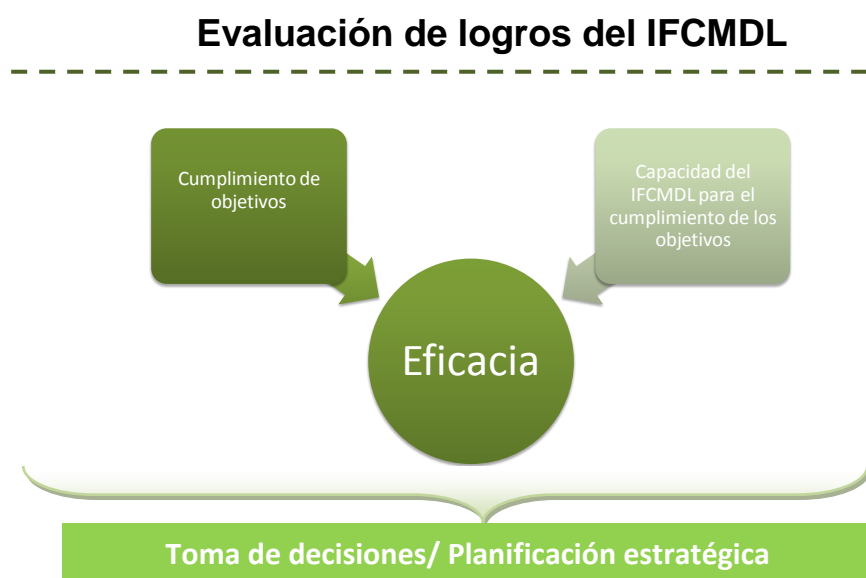 Evaluación de logros del IFCMDL
Cumplimiento de
objetivos
Capacidad del
IFCMDL para el
cumplimiento de los
objetivos
Eficacia
Toma de decisiones/ Planificación estratégica